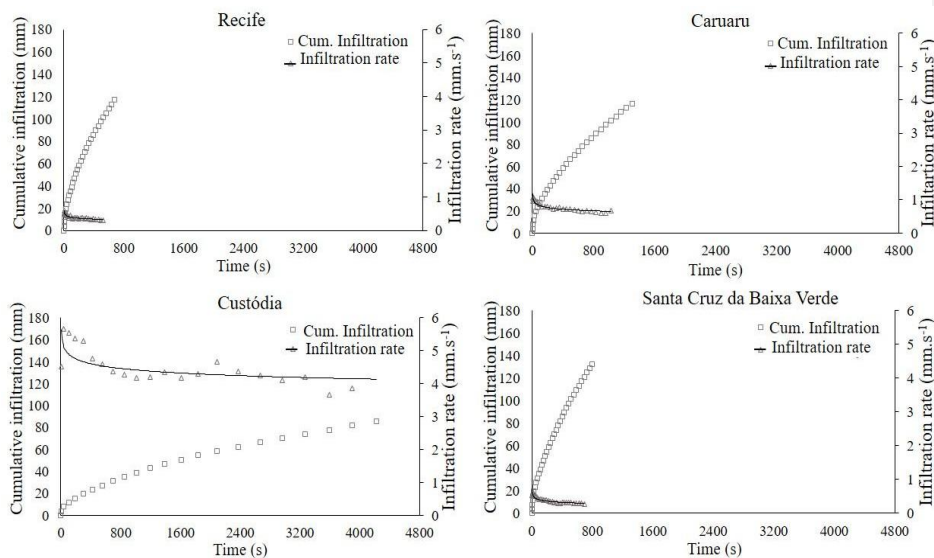 Recife
Cumulative infiltration (mm)
180
160
140
120
100
80
60
40
20
0
Cum. Infiltration
Infiltration rate
6
5
4
3
2
1
0
Infiltration rate (mm.s-1)
0 800 1600 2400 3200 4000 4800
Time (s)
Caruaru
Cumulative infiltration (mm)
180
160
140
120
100
80
60
40
20
0
Cum. Infiltration
Infiltration rate
6
5
4
3
2
1
0
Infiltartion rate (mm.s-1)
0 800 1600 2400 3200 4000 4800
Time (s)
Custódia
Cumulative infiltration (mm)
180
160
140
120
100
80
60
40
20
0
Cum. Infiltration
Infiltration rate
6
5
4
3
2
1
0
Infiltration rate (mm.s-1)
0 800 1600 2400 3200 4000 4800
Time (s)
Santa Cruz da Baixa Verde
Cumulative infiltration (mm)
180
160
140
120
100
80
60
40
20
0
Cum. Infiltration
Infiltration rate
6
5
4
3
2
1
0
Infiltration rate (mm.s-1)
0 800 1600 2400 3200 4000 4800
Time (s)